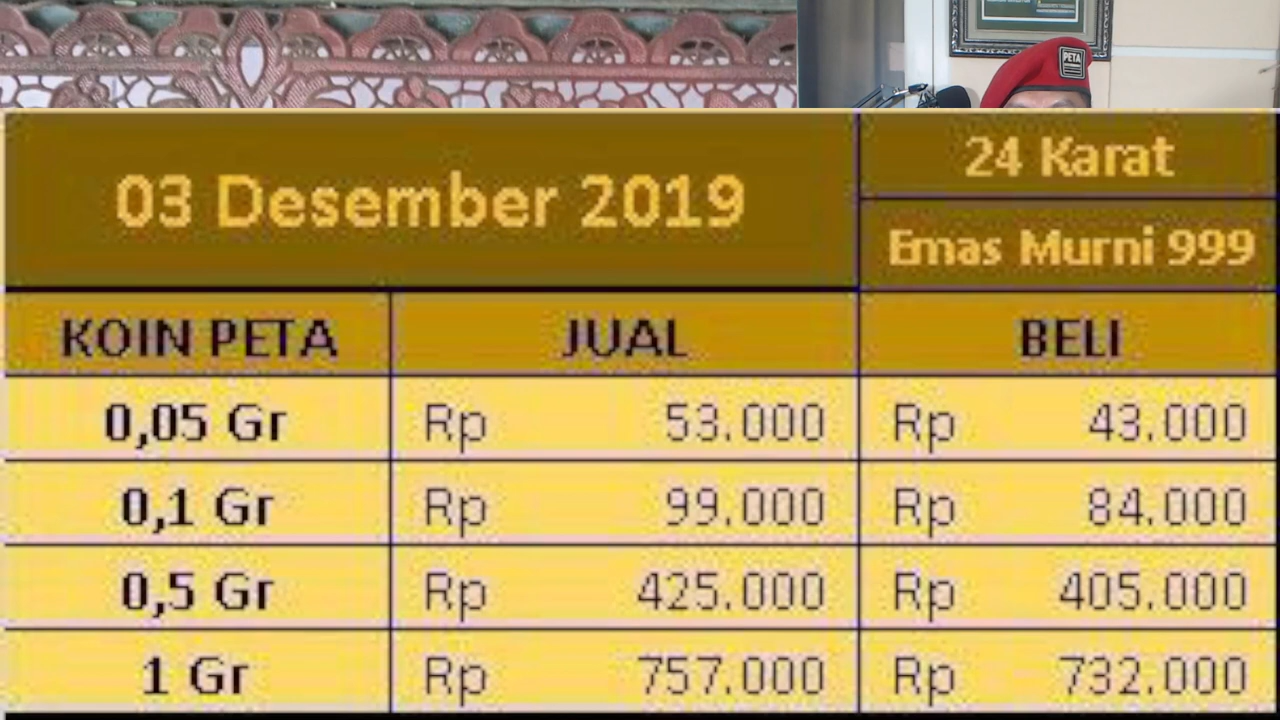 PETA
03 Desember 2019
24 Karat
Emas Murni 999
KOIN PETA JUAL BELI
0,05 Gr Rp 53.000 Rp 43.000
0,1 Gr Rp 99.000 Rp 84.000
0,5 Gr Rp 425.000 Rp 405.000
1 Gr Rp 757.000 Rp 732.000